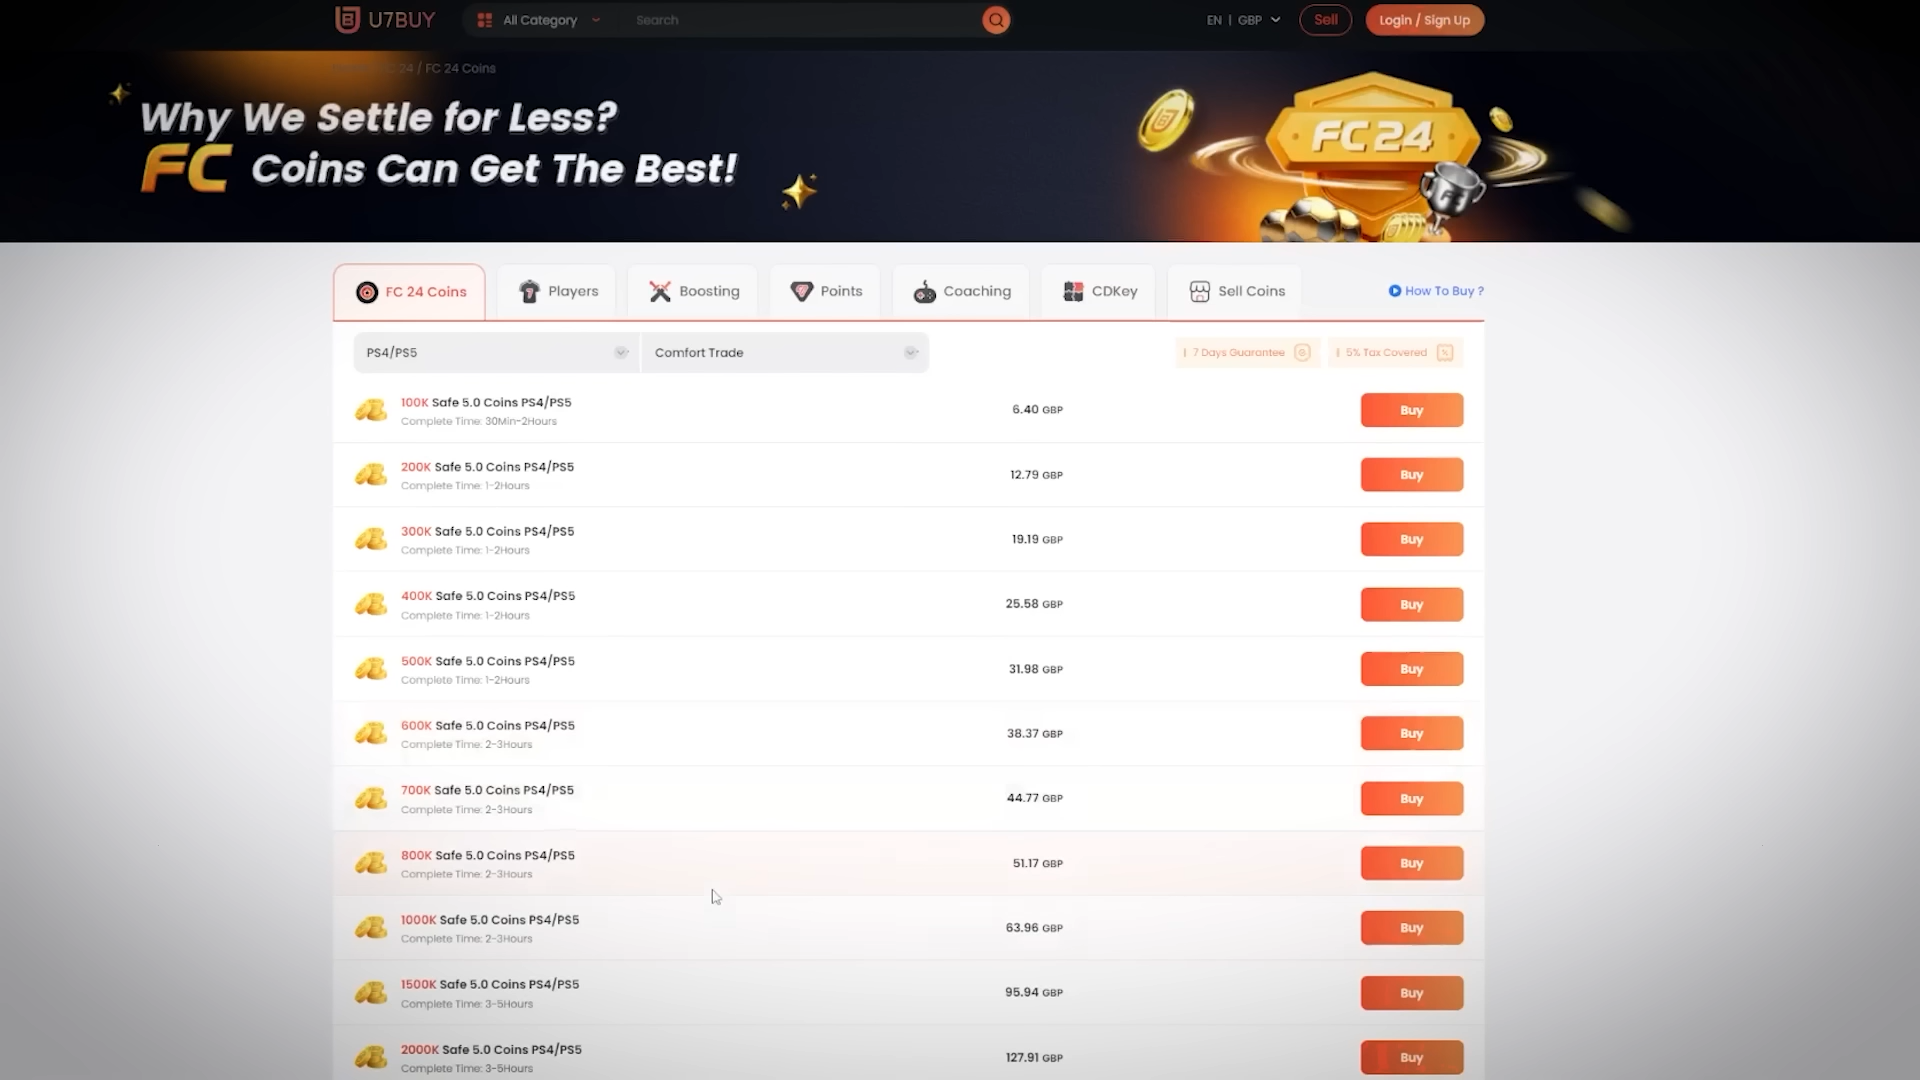 U7BUY
All Category
Search
EN | GBP
Sell
Login / Sign Up
24 / FC 24 Coins
Why We Settle for Less?
FC Coins Can Get The Best!
FC 24
FC 24 Coins
Players
Boosting
Points
Coaching
CDKey
Sell Coins
How To Buy ?
PS4/PS5
Comfort Trade
7 Days Guarantee
5% Tax Covered
100K Safe 5.0 Coins PS4/PS5
Complete Time: 30Min-2Hours
6.40 GBP
Buy
200K Safe 5.0 Coins PS4/PS5
Complete Time: 1-2Hours
12.79 GBP
Buy
300K Safe 5.0 Coins PS4/PS5
Complete Time: 1-2Hours
19.19 GBP
Buy
400K Safe 5.0 Coins PS4/PS5
Complete Time: 1-2Hours
25.58 GBP
Buy
500K Safe 5.0 Coins PS4/PS5
Complete Time: 1-2Hours
31.98 GBP
Buy
600K Safe 5.0 Coins PS4/PS5
Complete Time: 2-3Hours
38.37 GBP
Buy
700K Safe 5.0 Coins PS4/PS5
Complete Time: 2-3Hours
44.77 GBP
Buy
800K Safe 5.0 Coins PS4/PS5
Complete Time: 2-3Hours
51.17 GBP
Buy
1000K Safe 5.0 Coins PS4/PS5
Complete Time: 2-3Hours
63.96 GBP
Buy
1500K Safe 5.0 Coins PS4/PS5
Complete Time: 3-5Hours
95.94 GBP
Buy
2000K Safe 5.0 Coins PS4/PS5
Complete Time: 3-5Hours
127.91 GBP
Buy